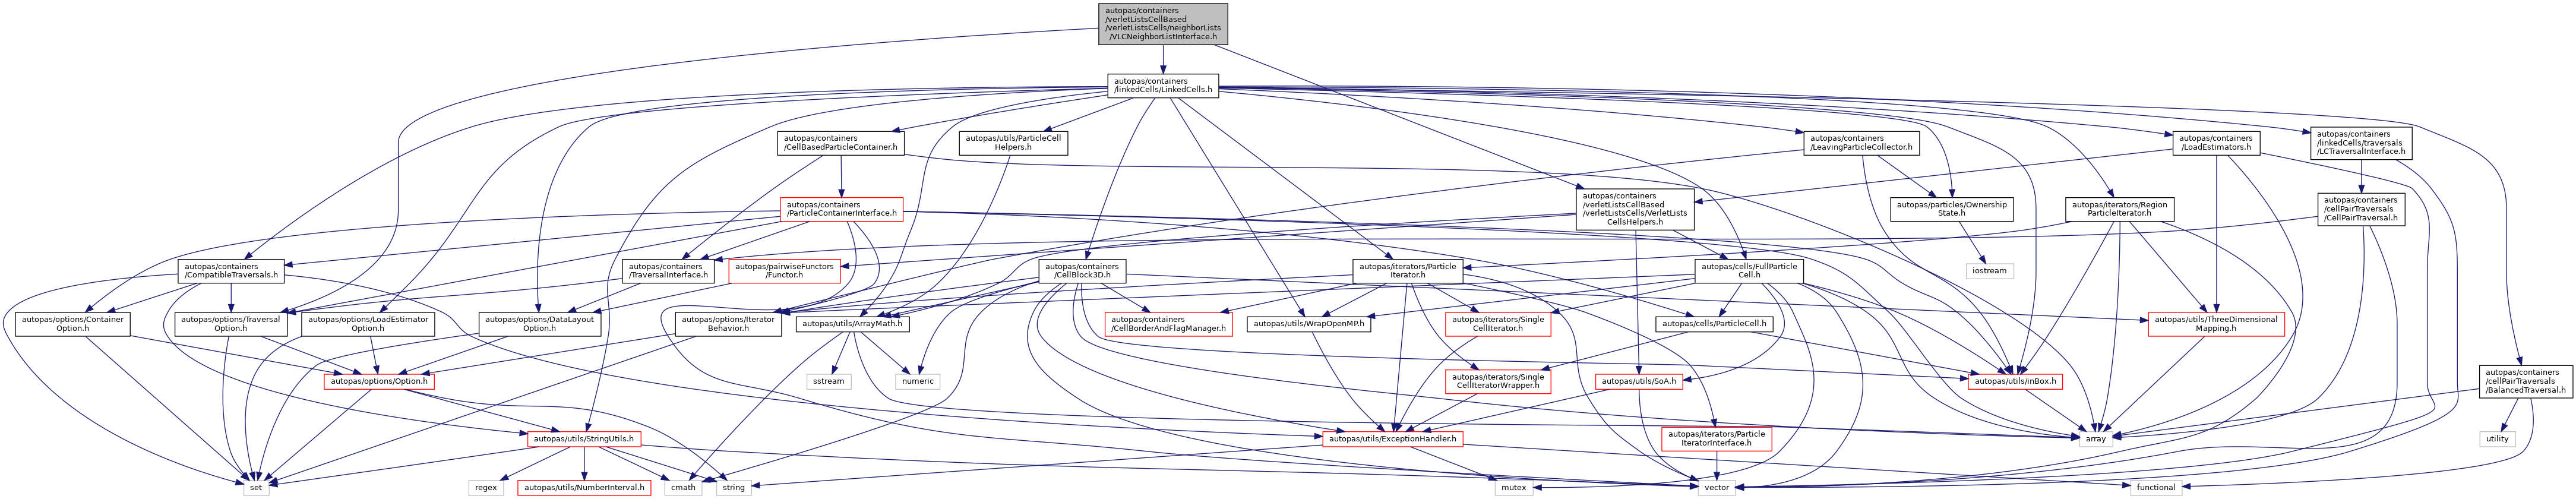 autopas/containers
/verletListsCellBased
/verletListsCells/neighborLists
/VLCNeighborListInterface.h
autopas/containers
/linkedCells/LinkedCells.h
autopas/containers
/CellBasedParticleContainer.h
autopas/utils/ParticleCell
Helpers.h
autopas/containers
/LeavingParticleCollector.h
autopas/containers
/LoadEstimators.h
autopas/containers
/linkedCells/traversals
/LCTraversalInterface.h
autopas/containers
/ParticleContainerInterface.h
autopas/containers
/verletListsCellBased
/verletListsCells/VerletLists
CellsHelpers.h
autopas/particles/Ownership
State.h
autopas/iterators/Region
ParticleIterator.h
autopas/containers
/cellPairTraversals
/CellPairTraversal.h
autopas/containers
/CompatibleTraversals.h
autopas/containers
/TraversalInterface.h
autopas/pairwiseFunctors
/Functor.h
autopas/containers
/CellBlock3D.h
autopas/iterators/Particle
Iterator.h
autopas/cells/FullParticle
Cell.h
iostream
autopas/options/Container
Option.h
autopas/options/Traversal
Option.h
autopas/options/LoadEstimator
Option.h
autopas/options/DataLayout
Option.h
autopas/options/Iterator
Behavior.h
autopas/utils/ArrayMath.h
autopas/containers
/CellBorderAndFlagManager.h
autopas/utils/WrapOpenMP.h
autopas/iterators/Single
CellIterator.h
autopas/cells/ParticleCell.h
autopas/utils/ThreeDimensional
Mapping.h
autopas/options/Option.h
sstream
numeric
autopas/iterators/Single
CellIteratorWrapper.h
autopas/utils/SoA.h
autopas/utils/inBox.h
autopas/containers
/cellPairTraversals
/BalancedTraversal.h
autopas/utils/StringUtils.h
autopas/utils/ExceptionHandler.h
autopas/iterators/Particle
IteratorInterface.h
array
utility
set
regex
autopas/utils/NumberInterval.h
cmath
string
mutex
vector
functional